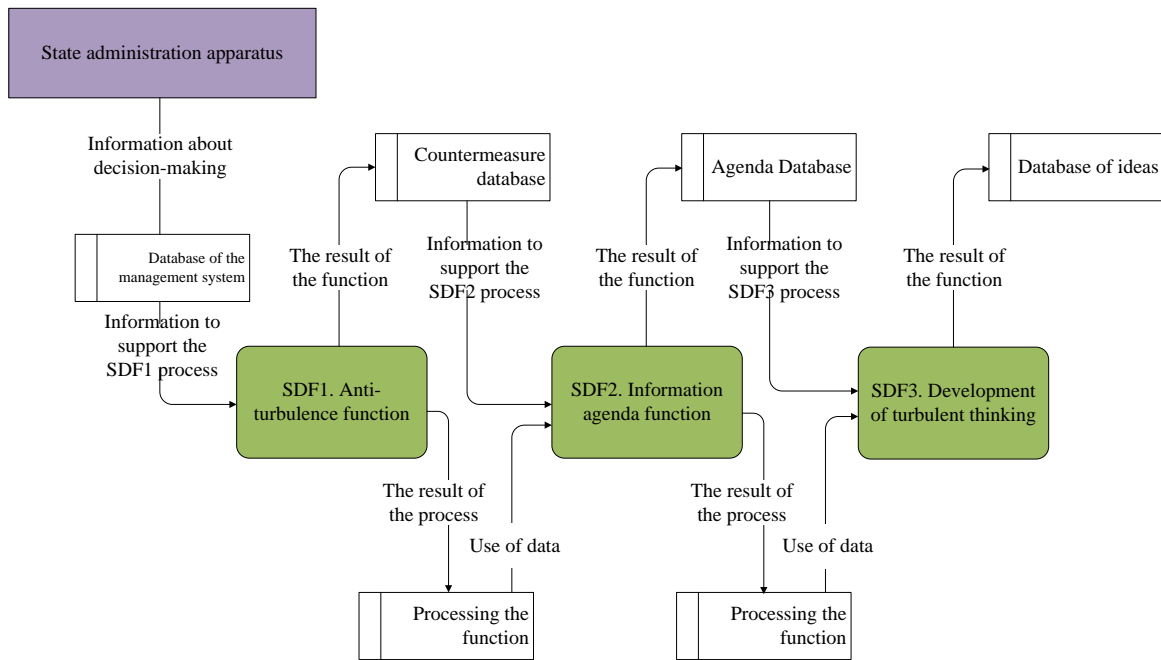 State administration apparatus
Information about
decision-making
Database of the
management system
Information to
support the
SDF1 process
SDF1. Anti-
turbulence function
The result of
the function
Countermeasure
database
Information to
support the
SDF2 process
The result of
the process
Processing the
function
Use of data
SDF2. Information
agenda function
The result of
the function
Agenda Database
Information to
support the
SDF3 process
The result of
the process
Processing the
function
Use of data
SDF3. Development
of turbulent thinking
The result of
the function
Database of ideas